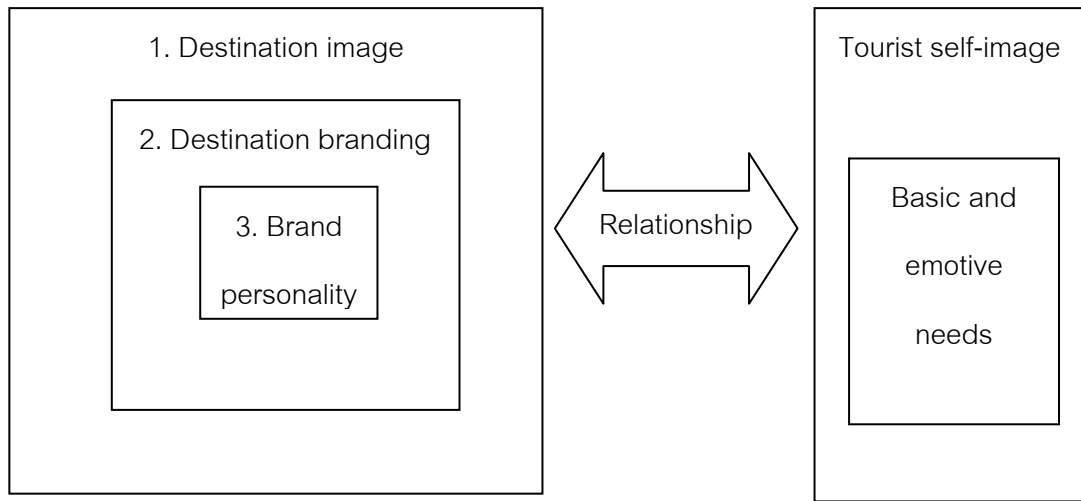 1. Destination image
2. Destination branding
3. Brand
personality
Relationship
Tourist self-image
Basic and
emotive
needs